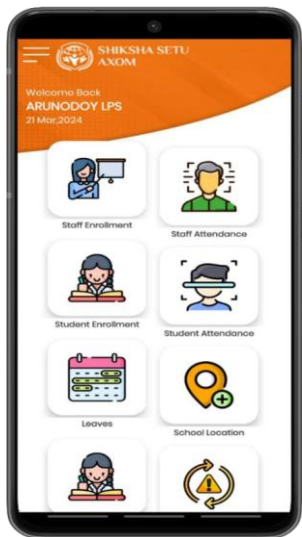 SHIKSHA SETU
AXOM
Welcome Back
ARUNODOY LPS
21 Mar,2024
Staff Enrollment
Staff Attendance
Student Enrollment
Student Attendance
Leaves
School Location